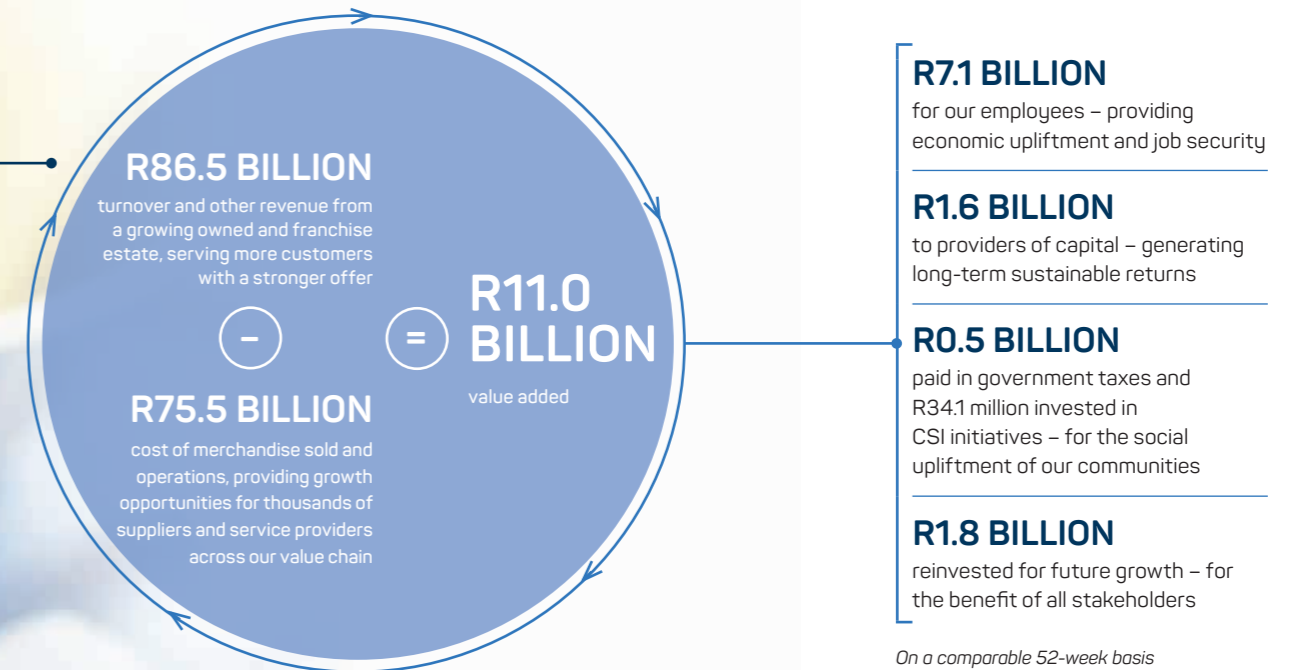 R86.5 BILLION
turnover and other revenue from
a growing owned and franchise
estate, serving more customers
with a stronger offer
–
R75.5 BILLION
cost of merchandise sold and
operations, providing growth
opportunities for thousands of
suppliers and service providers
across our value chain
=
R11.0
BILLION
value added
R7.1 BILLION
for our employees – providing
economic upliftment and job security
R1.6 BILLION
to providers of capital – generating
long-term sustainable returns
R0.5 BILLION
paid in government taxes and
R34.1 million invested in
CSI initiatives – for the social
upliftment of our communities
R1.8 BILLION
reinvested for future growth – for
the benefit of all stakeholders
On a comparable 52-week basis